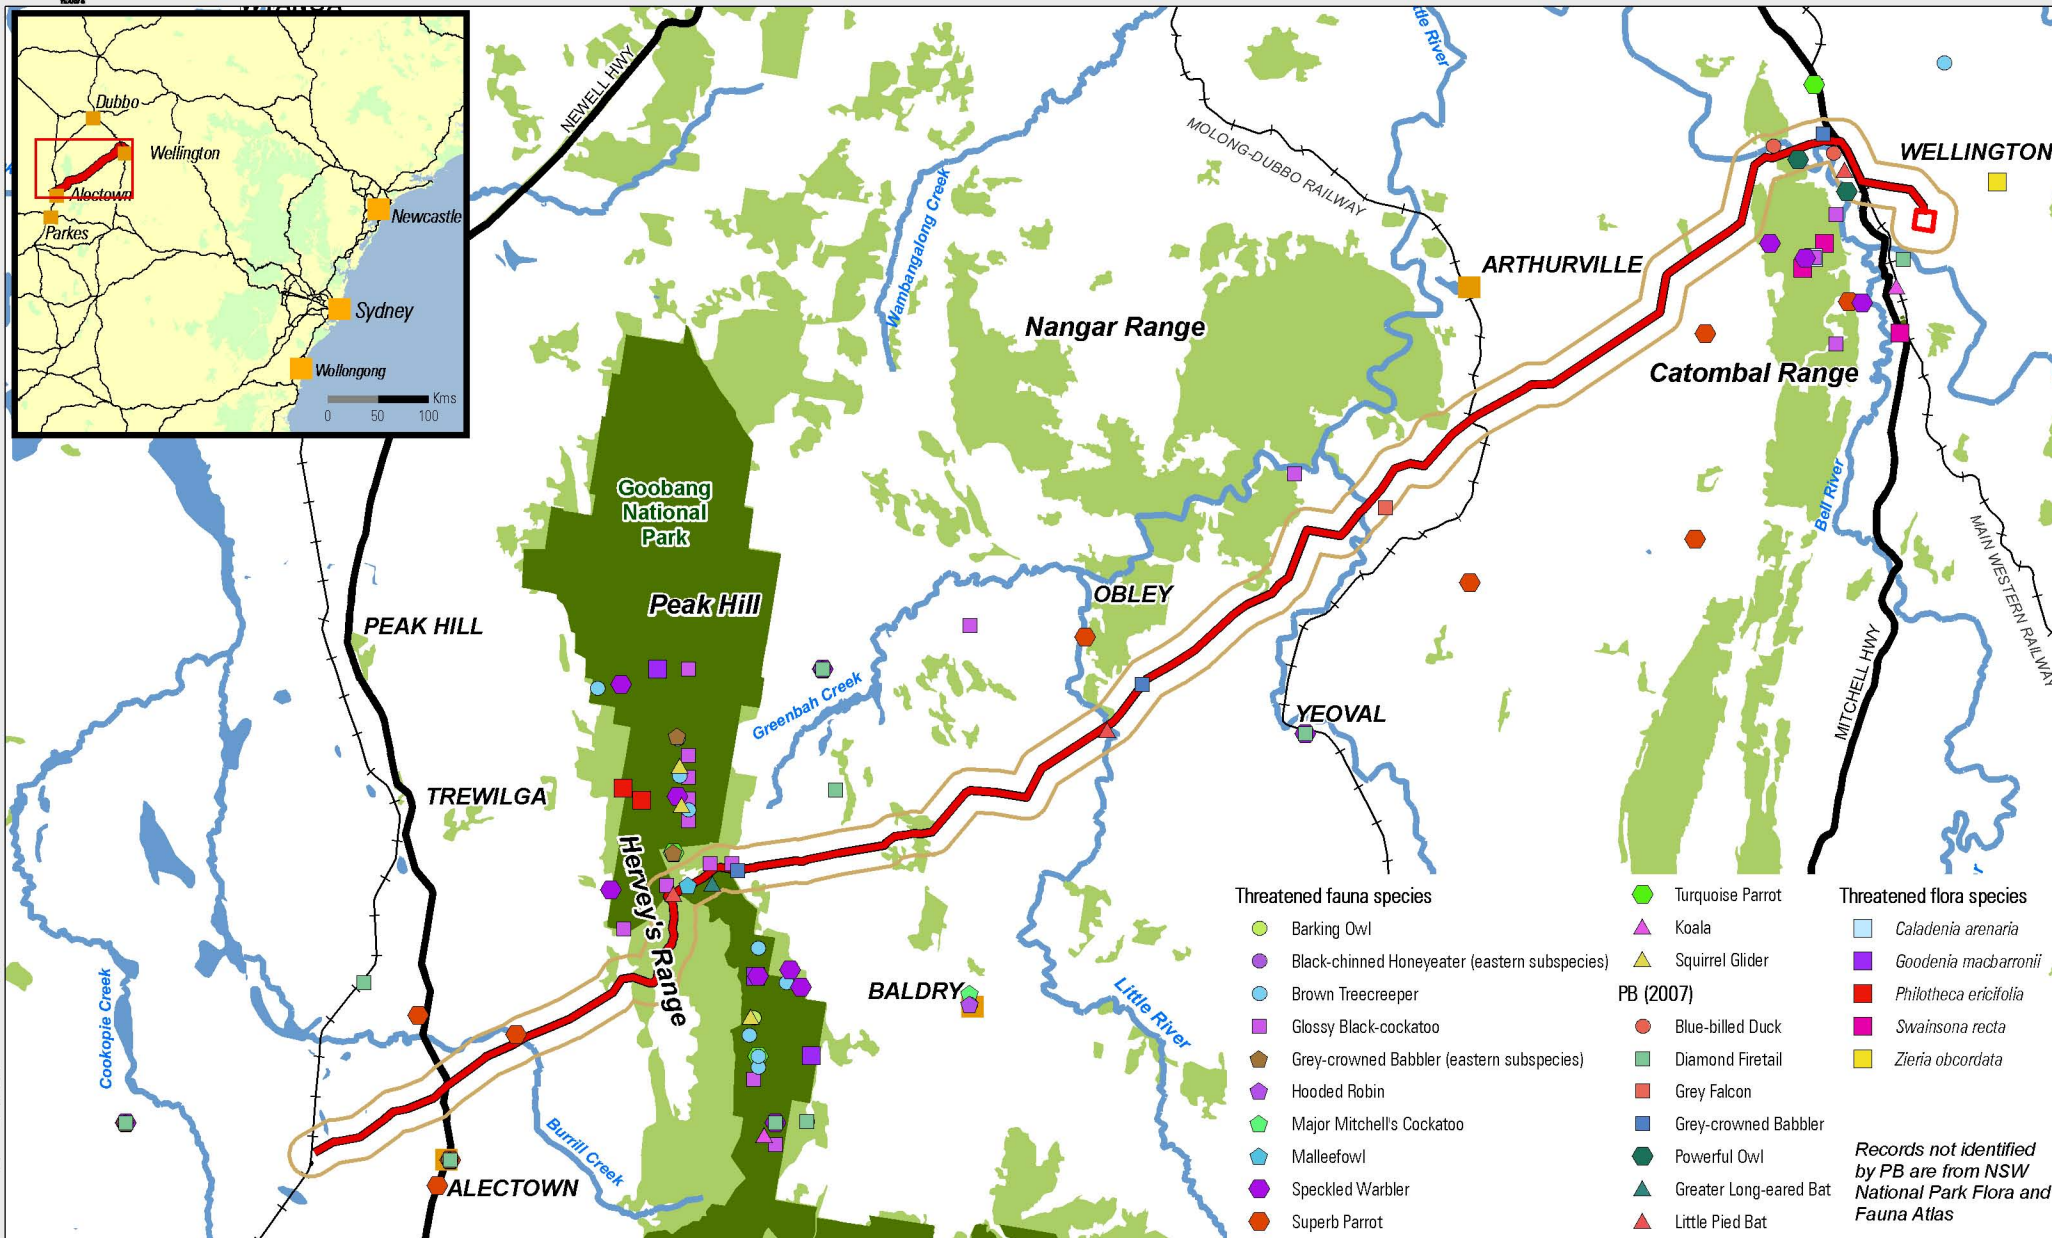 Dubbo
Wellington
Alectown
Parkes
Newcastle
Sydney
Wollongong
Kms
0 50 100
NEWELL HWY
Little River
MOLONG-DUBBO RAILWAY
Wambangalong Creek
WELLINGTON
ARTHURVILLE
Nangar Range
Catombal Range
Goobang
National
Park
Bell River
MAIN WESTERN RAILWAY
OBLEY
Peak Hill
PEAK HILL
Greenbah Creek
YEOVAL
MITCHELL HWY
TREWILGA
Hervey's Range
BALDRY
Little River
Cookopie Creek
Burrill Creek
ALECTOWN
Threatened fauna species
Barking Owl
Black-chinned Honeyeater (eastern subspecies)
Brown Treecreeper
Glossy Black-cockatoo
Grey-crowned Babbler (eastern subspecies)
Hooded Robin
Major Mitchell's Cockatoo
Malleefowl
Speckled Warbler
Superb Parrot
Turquoise Parrot
Koala
Squirrel Glider
PB (2007)
Blue-billed Duck
Diamond Firetail
Grey Falcon
Grey-crowned Babbler
Powerful Owl
Greater Long-eared Bat
Little Pied Bat
Threatened flora species
Caladenia arenaria
Goodenia macbarronii
Philotheca ericifolia
Swainsona recta
Zieria obcordata
Records not identified
by PB are from NSW
National Park Flora and
Fauna Atlas